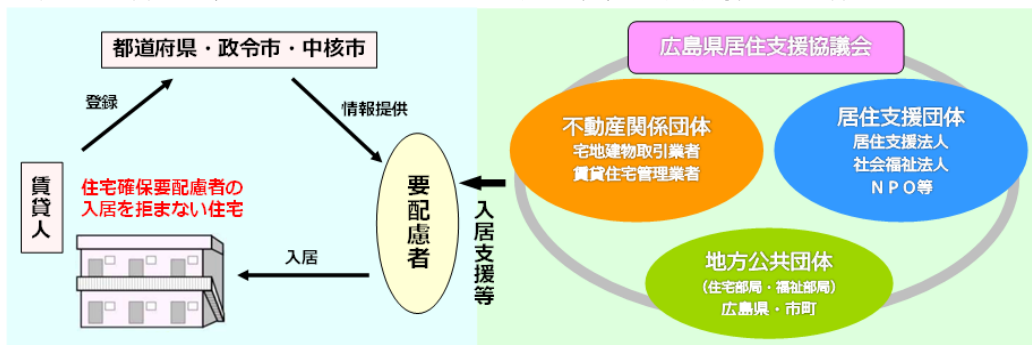 都道府県・政令市・中核市
登録
情報提供
賃貸人
住宅確保要配慮者の
入居を拒まない住宅
要配慮者
入居
入居支援等
広島県居住支援協議会
不動産関係団体
宅地建物取引業者
賃貸住宅管理業者
居住支援団体
居住支援法人
社会福祉法人
ＮＰＯ等
地方公共団体
（住宅部局・福祉部局）
広島県・市町